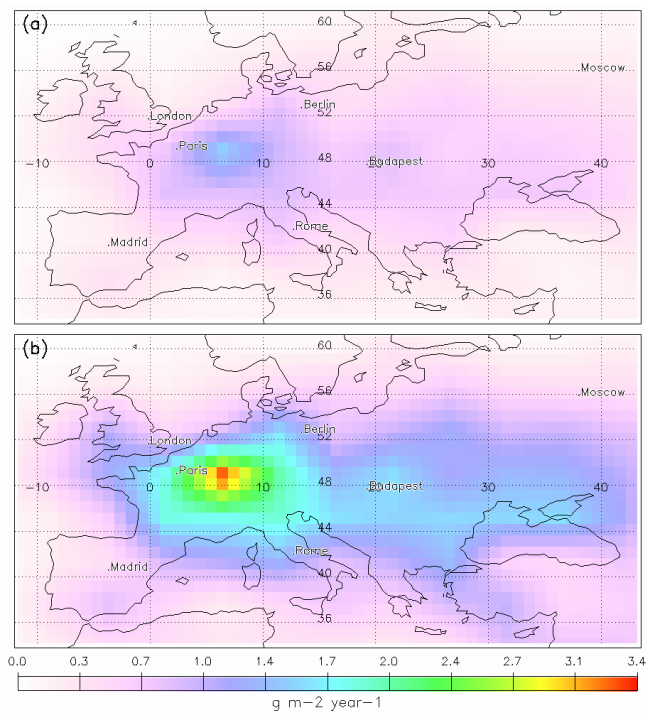 (a)
60
56
Moscow
Berlin
52
London
Paris
-10 0 10 48 Budapest 30 40
44
Rome
Madrid
40
36
(b)
60
56
Moscow
Berlin
52
London
Paris
-10 0 10 48 Budapest 30 40
44
Rome
Madrid
40
36
0.0 0.3 0.7 1.0 1.4 1.7 2.0 2.4 2.7 3.1 3.4
g m-2 year-1